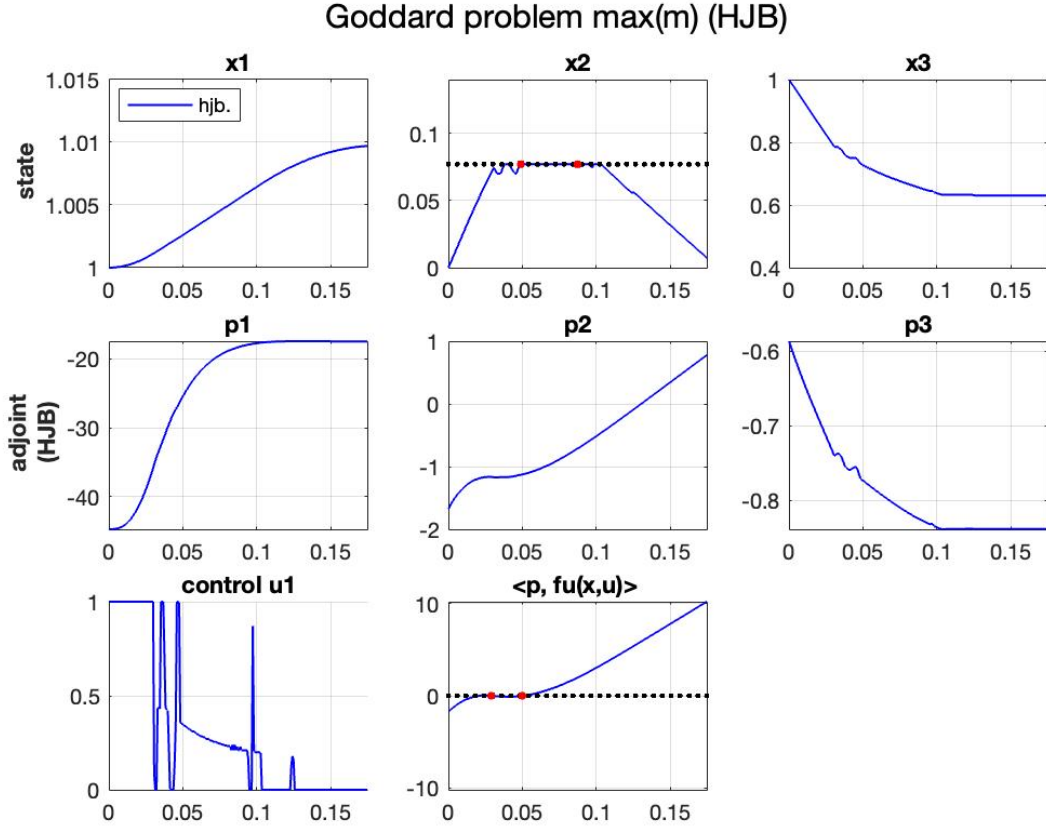 Goddard problem max(m) (HJB)
x1
x2
x3
state
1.015
1.01
1.005
1
hjb.
0 0.05 0.1 0.15
0.1
0.05
0
0 0.05 0.1 0.15
1
0.8
0.6
0.4
0 0.05 0.1 0.15
p1
p2
p3
adjoint
(HJB)
-20
-30
-40
0 0.05 0.1 0.15
1
0
-1
-2
0 0.05 0.1 0.15
-0.6
-0.7
-0.8
0 0.05 0.1 0.15
control u1
<p, fu(x,u)>
1
0.5
0
0 0.05 0.1 0.15
10
0
-10
0 0.05 0.1 0.15